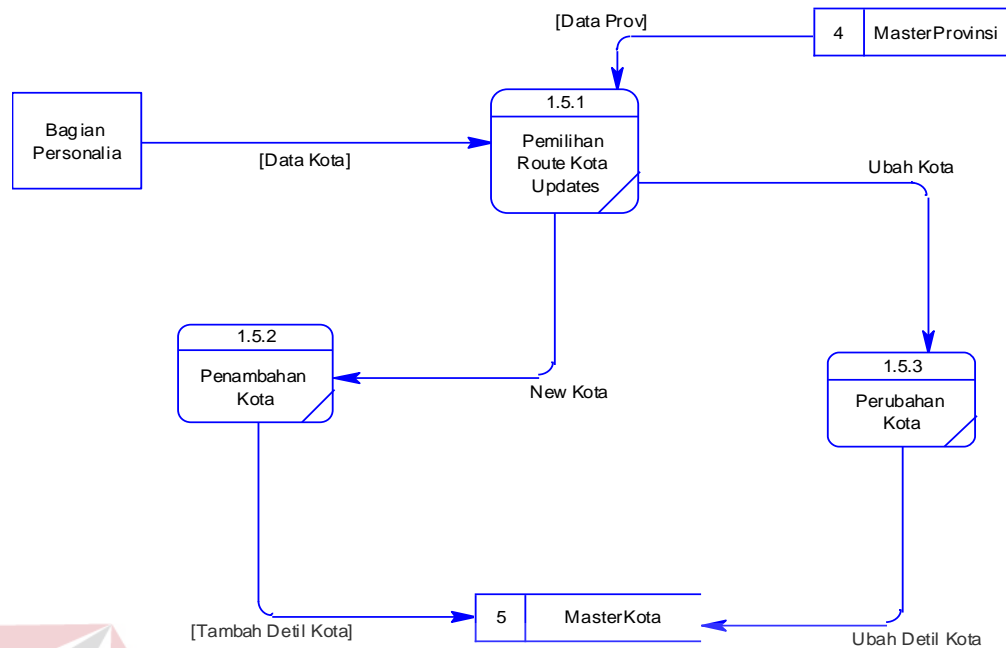 [Data Prov]
4
MasterProvinsi
1.5.1
Pemilihan
Route Kota
Updates
Bagian
Personalia
[Data Kota]
Ubah Kota
1.5.2
Penambahan
Kota
New Kota
1.5.3
Perubahan
Kota
[Tambah Detil Kota]
5
MasterKota
Ubah Detil Kota